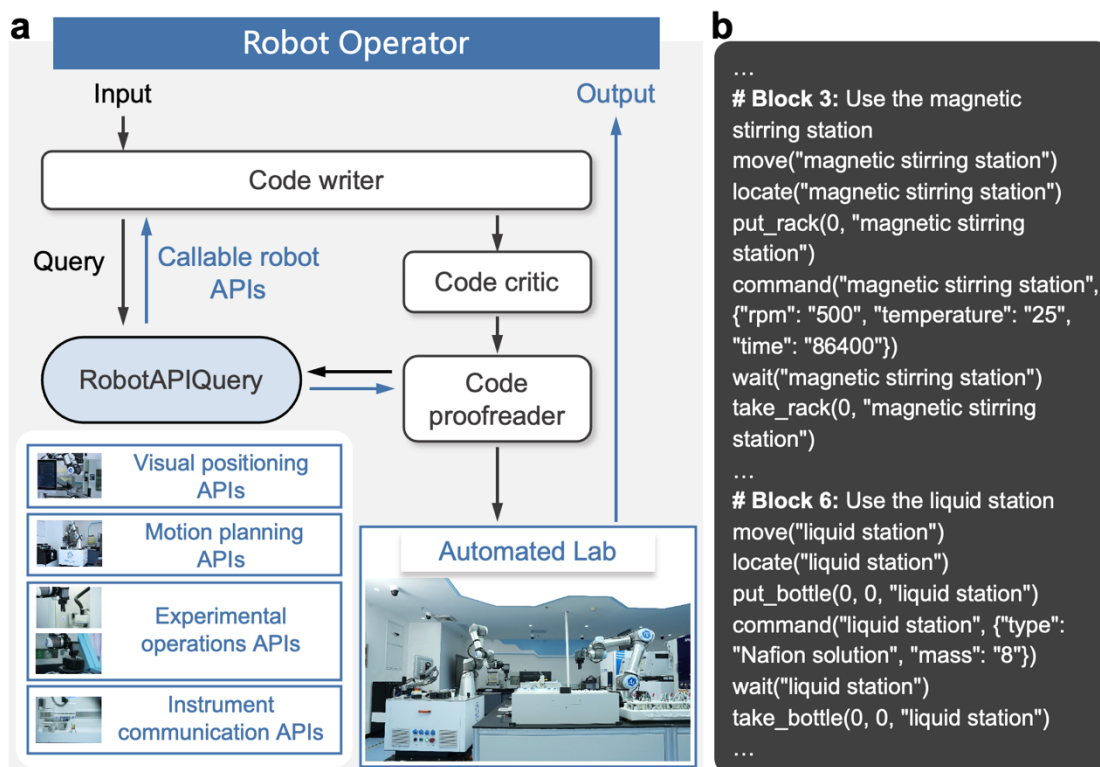 a
Robot Operator
Input
Output
Code writer
Query
Callable robot
APIs
Code critic
RobotAPIQuery
Code
proofreader
Visual positioning
APIs
Motion planning
APIs
Experimental
operations APIs
Instrument
communication APIs
Automated Lab
b
...
# Block 3: Use the magnetic
stirring station
move("magnetic stirring station")
locate("magnetic stirring station")
put_rack(0, "magnetic stirring
station")
command("magnetic stirring station",
{"rpm": "500", "temperature": "25",
"time": "86400"})
wait("magnetic stirring station")
take_rack(0, "magnetic stirring
station")
...
# Block 6: Use the liquid station
move("liquid station")
locate("liquid station")
put_bottle(0, 0, "liquid station")
command("liquid station", {"type":
"Nafion solution", "mass": "8"})
wait("liquid station")
take_bottle(0, 0, "liquid station")
...